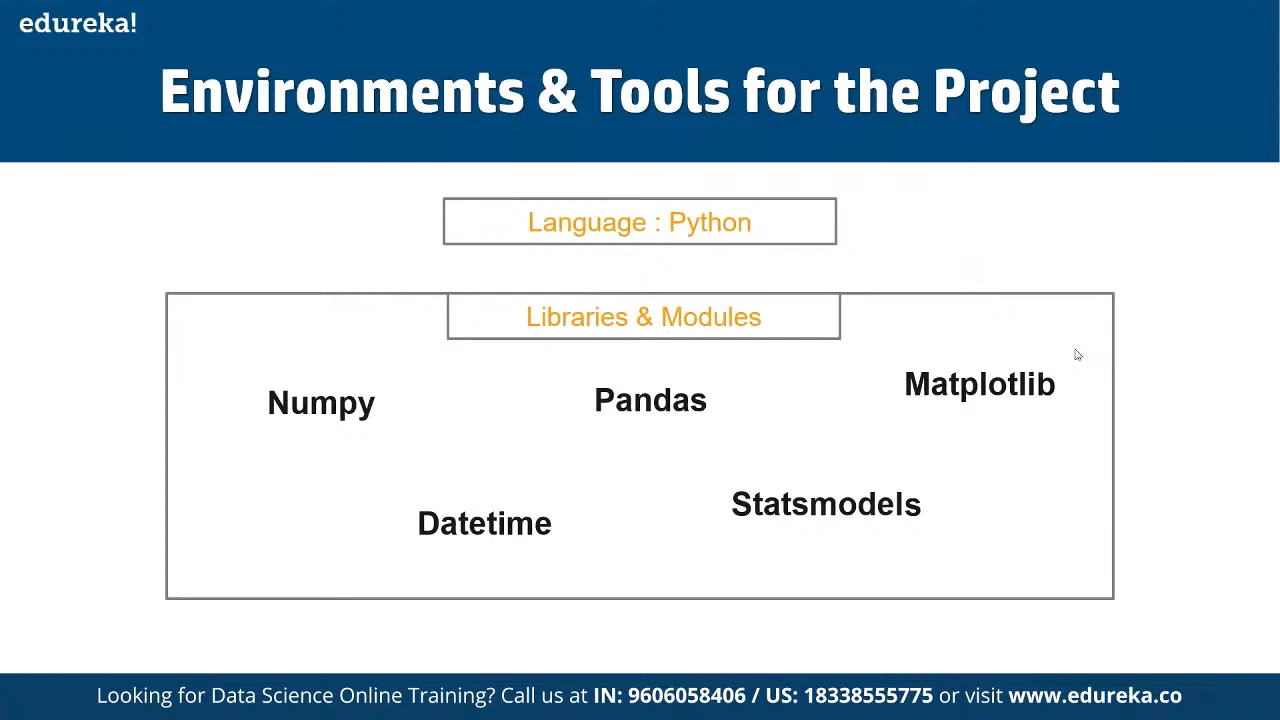 edureka!
Environments & Tools for the Project
Language : Python
Libraries & Modules
Numpy
Pandas
Matplotlib
Datetime
Statsmodels
Looking for Data Science Online Training? Call us at IN: 9606058406 / US: 18338555775 or visit www.edureka.co